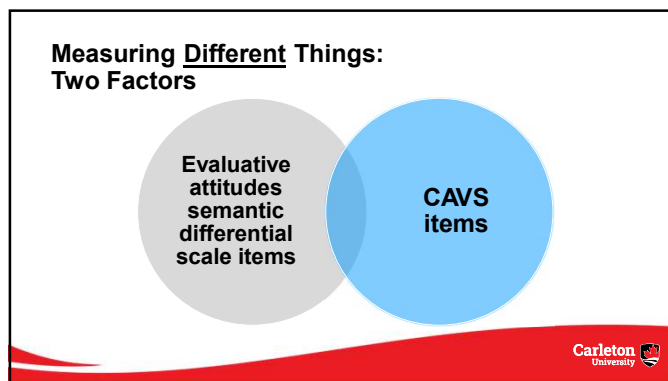 Measuring Different Things:
Two Factors
Evaluative
attitudes
semantic
differential
scale items
CAVS
items
Carleton
University